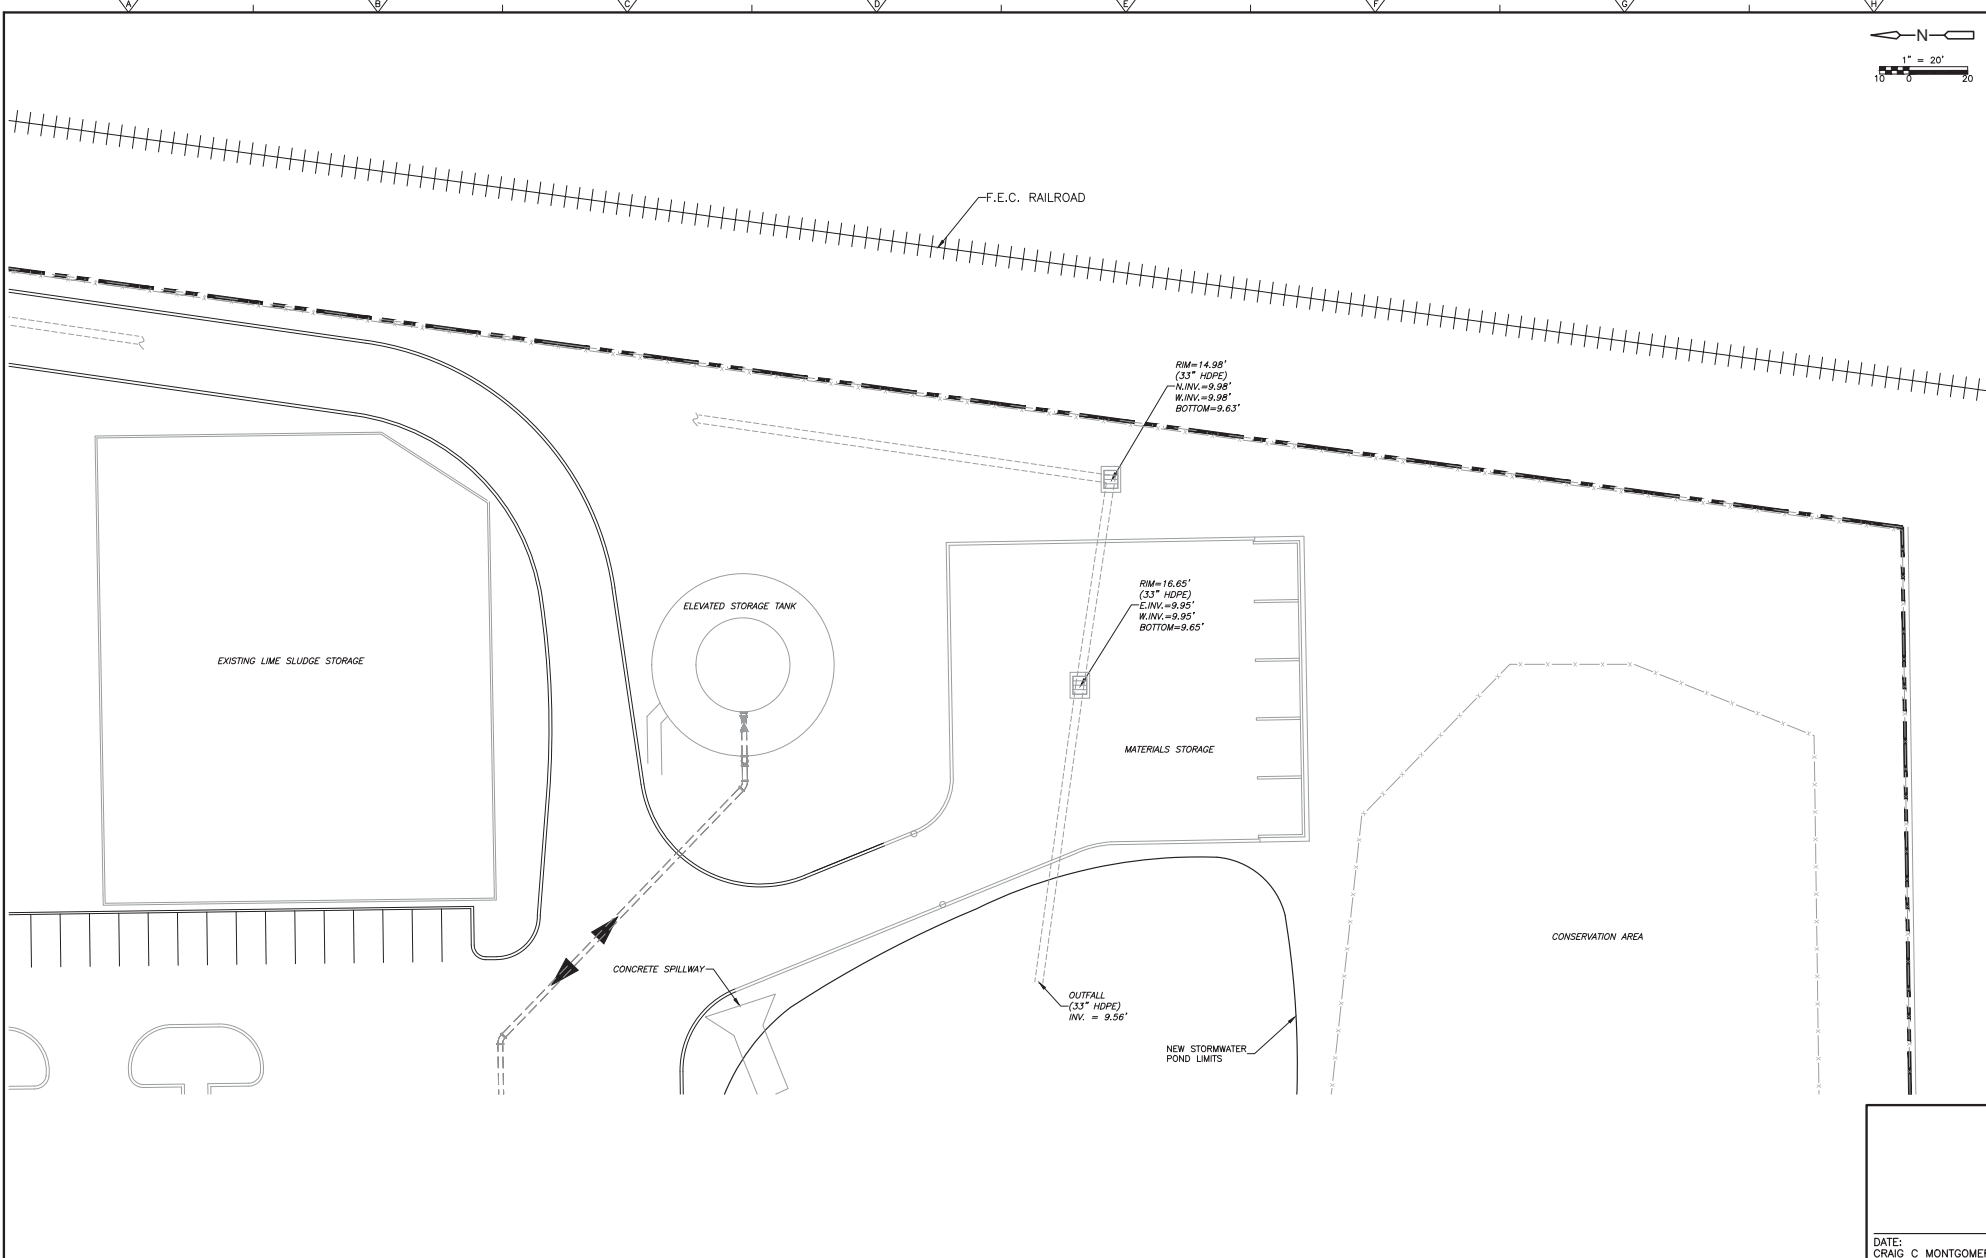 A B C D E F G H
N
1" = 20'
10 0 20
F.E.C. RAILROAD
RIM=14.98'
(33" HDPE)
N.INV.=9.98'
W.INV.=9.98'
BOTTOM=9.63'
RIM=16.65'
(33" HDPE)
E.INV.=9.95'
W.INV.=9.95'
BOTTOM=9.65'
ELEVATED STORAGE TANK
EXISTING LIME SLUDGE STORAGE
MATERIALS STORAGE
CONSERVATION AREA
CONCRETE SPILLWAY
OUTFALL
(33" HDPE)
INV. = 9.56'
NEW STORMWATER
POND LIMITS
DATE:
CRAIG C MONTGOMER